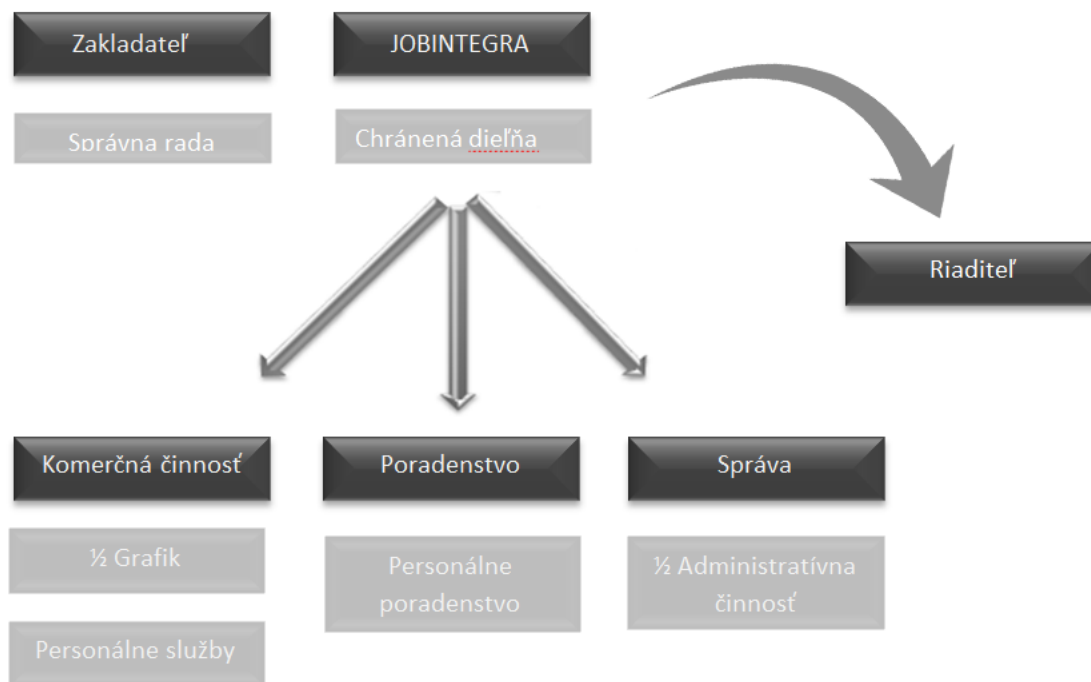 Zakladateľ
JOBINTEGRA
Správna rada
Chránená dieľňa
Riaditeľ
Komerčná činnosť
Poradenstvo
Správa
½ Grafik
Personálne
poradenstvo
½ Administratívna
činnosť
Personálne služby